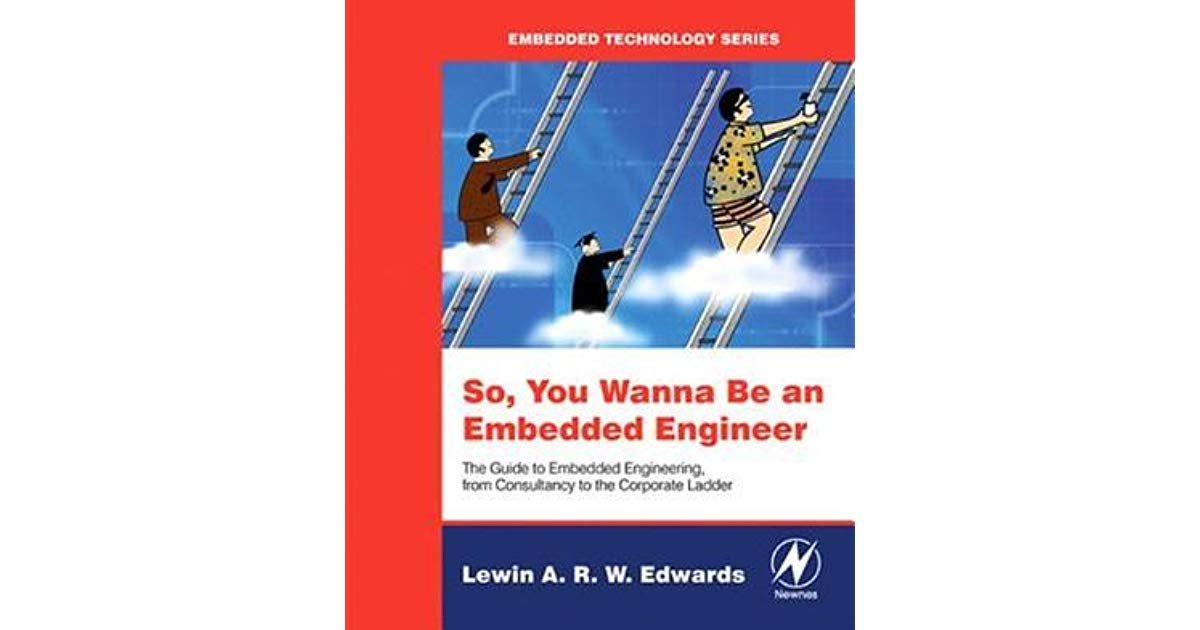 EMBEDDED TECHNOLOGY SERIES
So, You Wanna Be an
Embedded Engineer
The Guide to Embedded Engineering,
from Consultancy to the Corporate Ladder
Lewin A. R. W. Edwards
Newnes